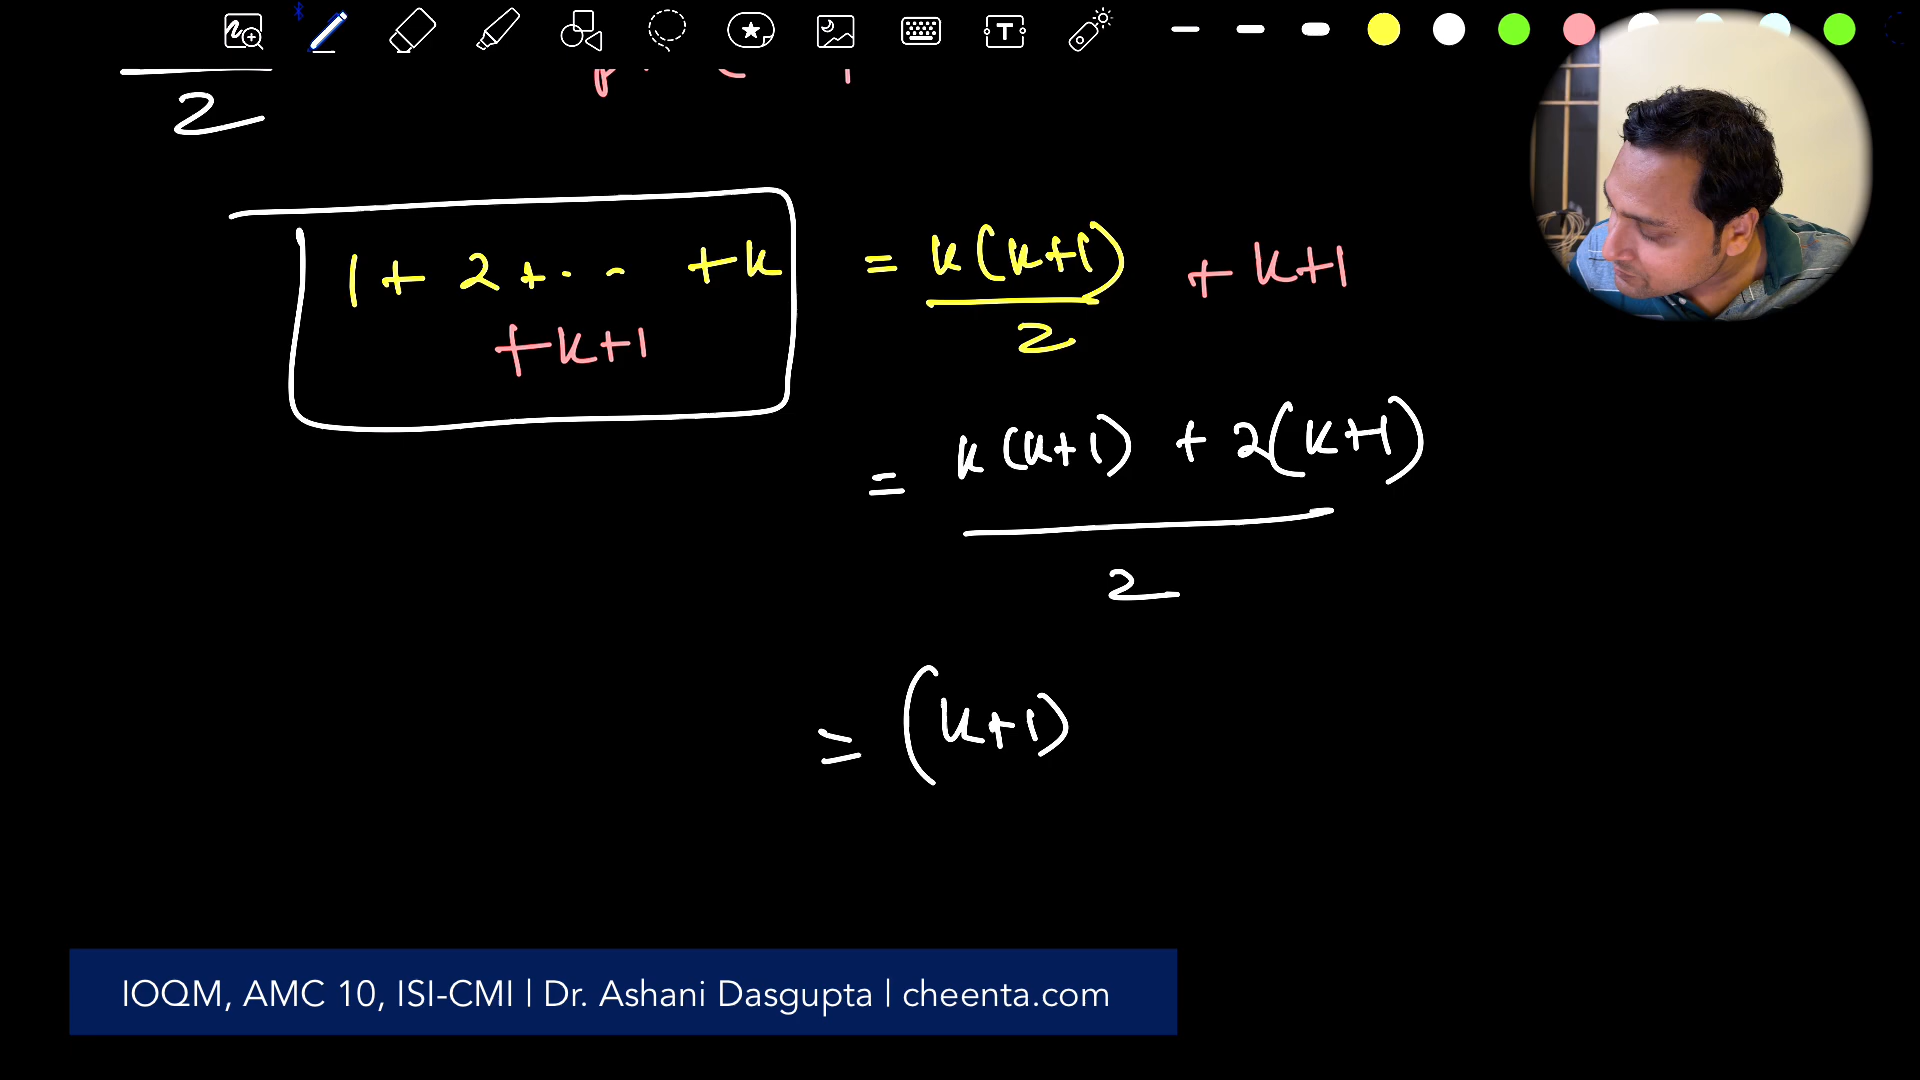 2
1 + 2 + .. - + k = k(k+1)/2 + k+1
+ k+1
= k(k+1) + 2(k+1)
2
= (k+1)
IOQM, AMC 10, ISI-CMI | Dr. Ashani Dasgupta | cheenta.com